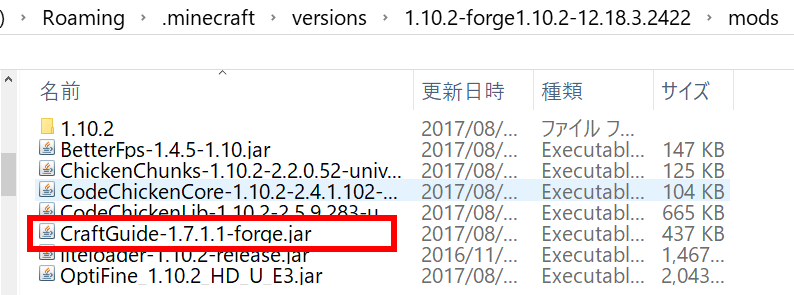 ) › Roaming › .minecraft › versions › 1.10.2-forge1.10.2-12.18.3.2422 › mods
名前 更新日時 種類 サイズ
1.10.2 2017/08/... ファイル フ...
BetterFps-1.4.5-1.10.jar 2017/08/... Executabl... 147 KB
ChickenChunks-1.10.2-2.2.0.52-univ... 2017/08/... Executabl... 125 KB
CodeChickenCore-1.10.2-2.4.1.102-... 2017/08/... Executabl... 104 KB
CodeChickenLib-1.10.2-2.5.9.283-u... 2017/08/... Executabl... 665 KB
CraftGuide-1.7.1.1-forge.jar 2017/08/... Executabl... 437 KB
liteloader-1.10.2-release.jar 2016/11/... Executabl... 1,467...
OptiFine_1.10.2_HD_U_E3.jar 2017/08/... Executabl... 2,043...